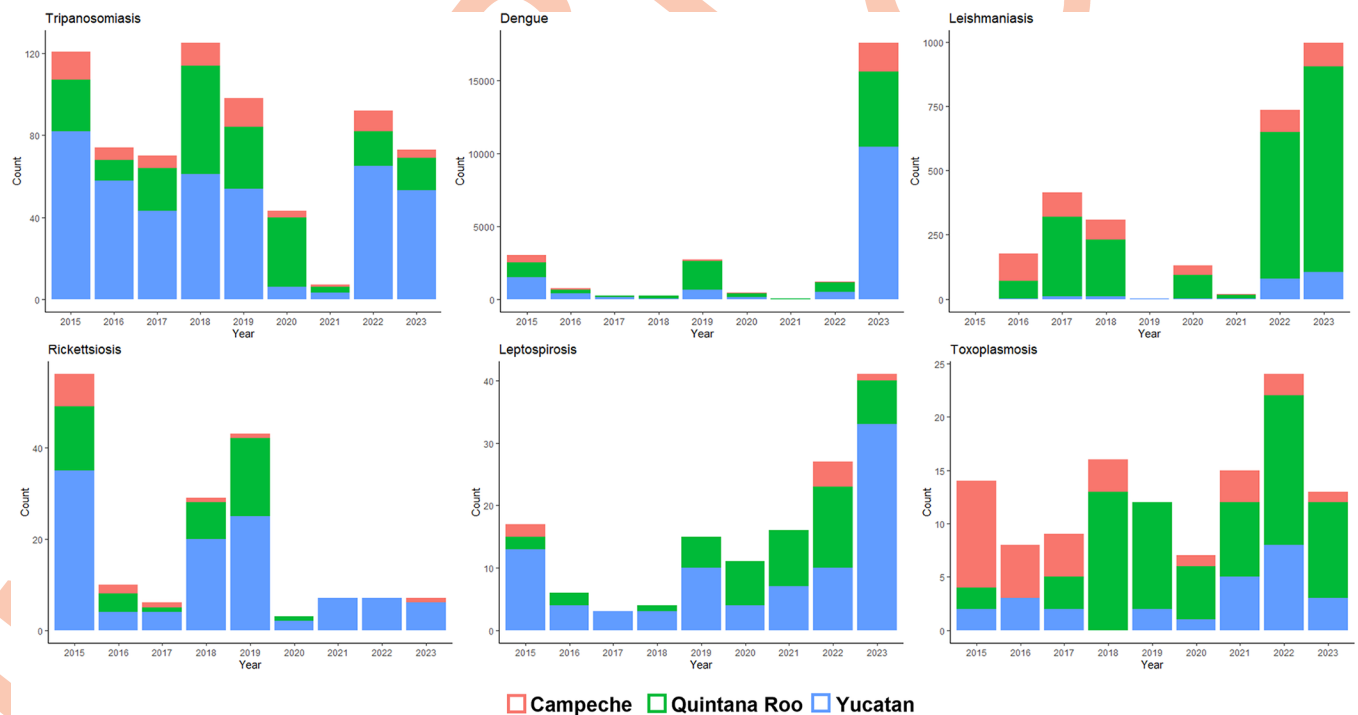 Tripanosomiasis
Count
120
80
40
0
2015 2016 2017 2018 2019 2020 2021 2022 2023
Year
Dengue
Count
15000
10000
5000
0
2015 2016 2017 2018 2019 2020 2021 2022 2023
Year
Leishmaniasis
Count
1000
750
500
250
0
2015 2016 2017 2018 2019 2020 2021 2022 2023
Year
Rickettsiosis
Count
40
20
0
2015 2016 2017 2018 2019 2020 2021 2022 2023
Year
Leptospirosis
Count
40
30
20
10
0
2015 2016 2017 2018 2019 2020 2021 2022 2023
Year
Toxoplasmosis
Count
25
20
15
10
5
0
2015 2016 2017 2018 2019 2020 2021 2022 2023
Year
Campeche Quintana Roo Yucatan